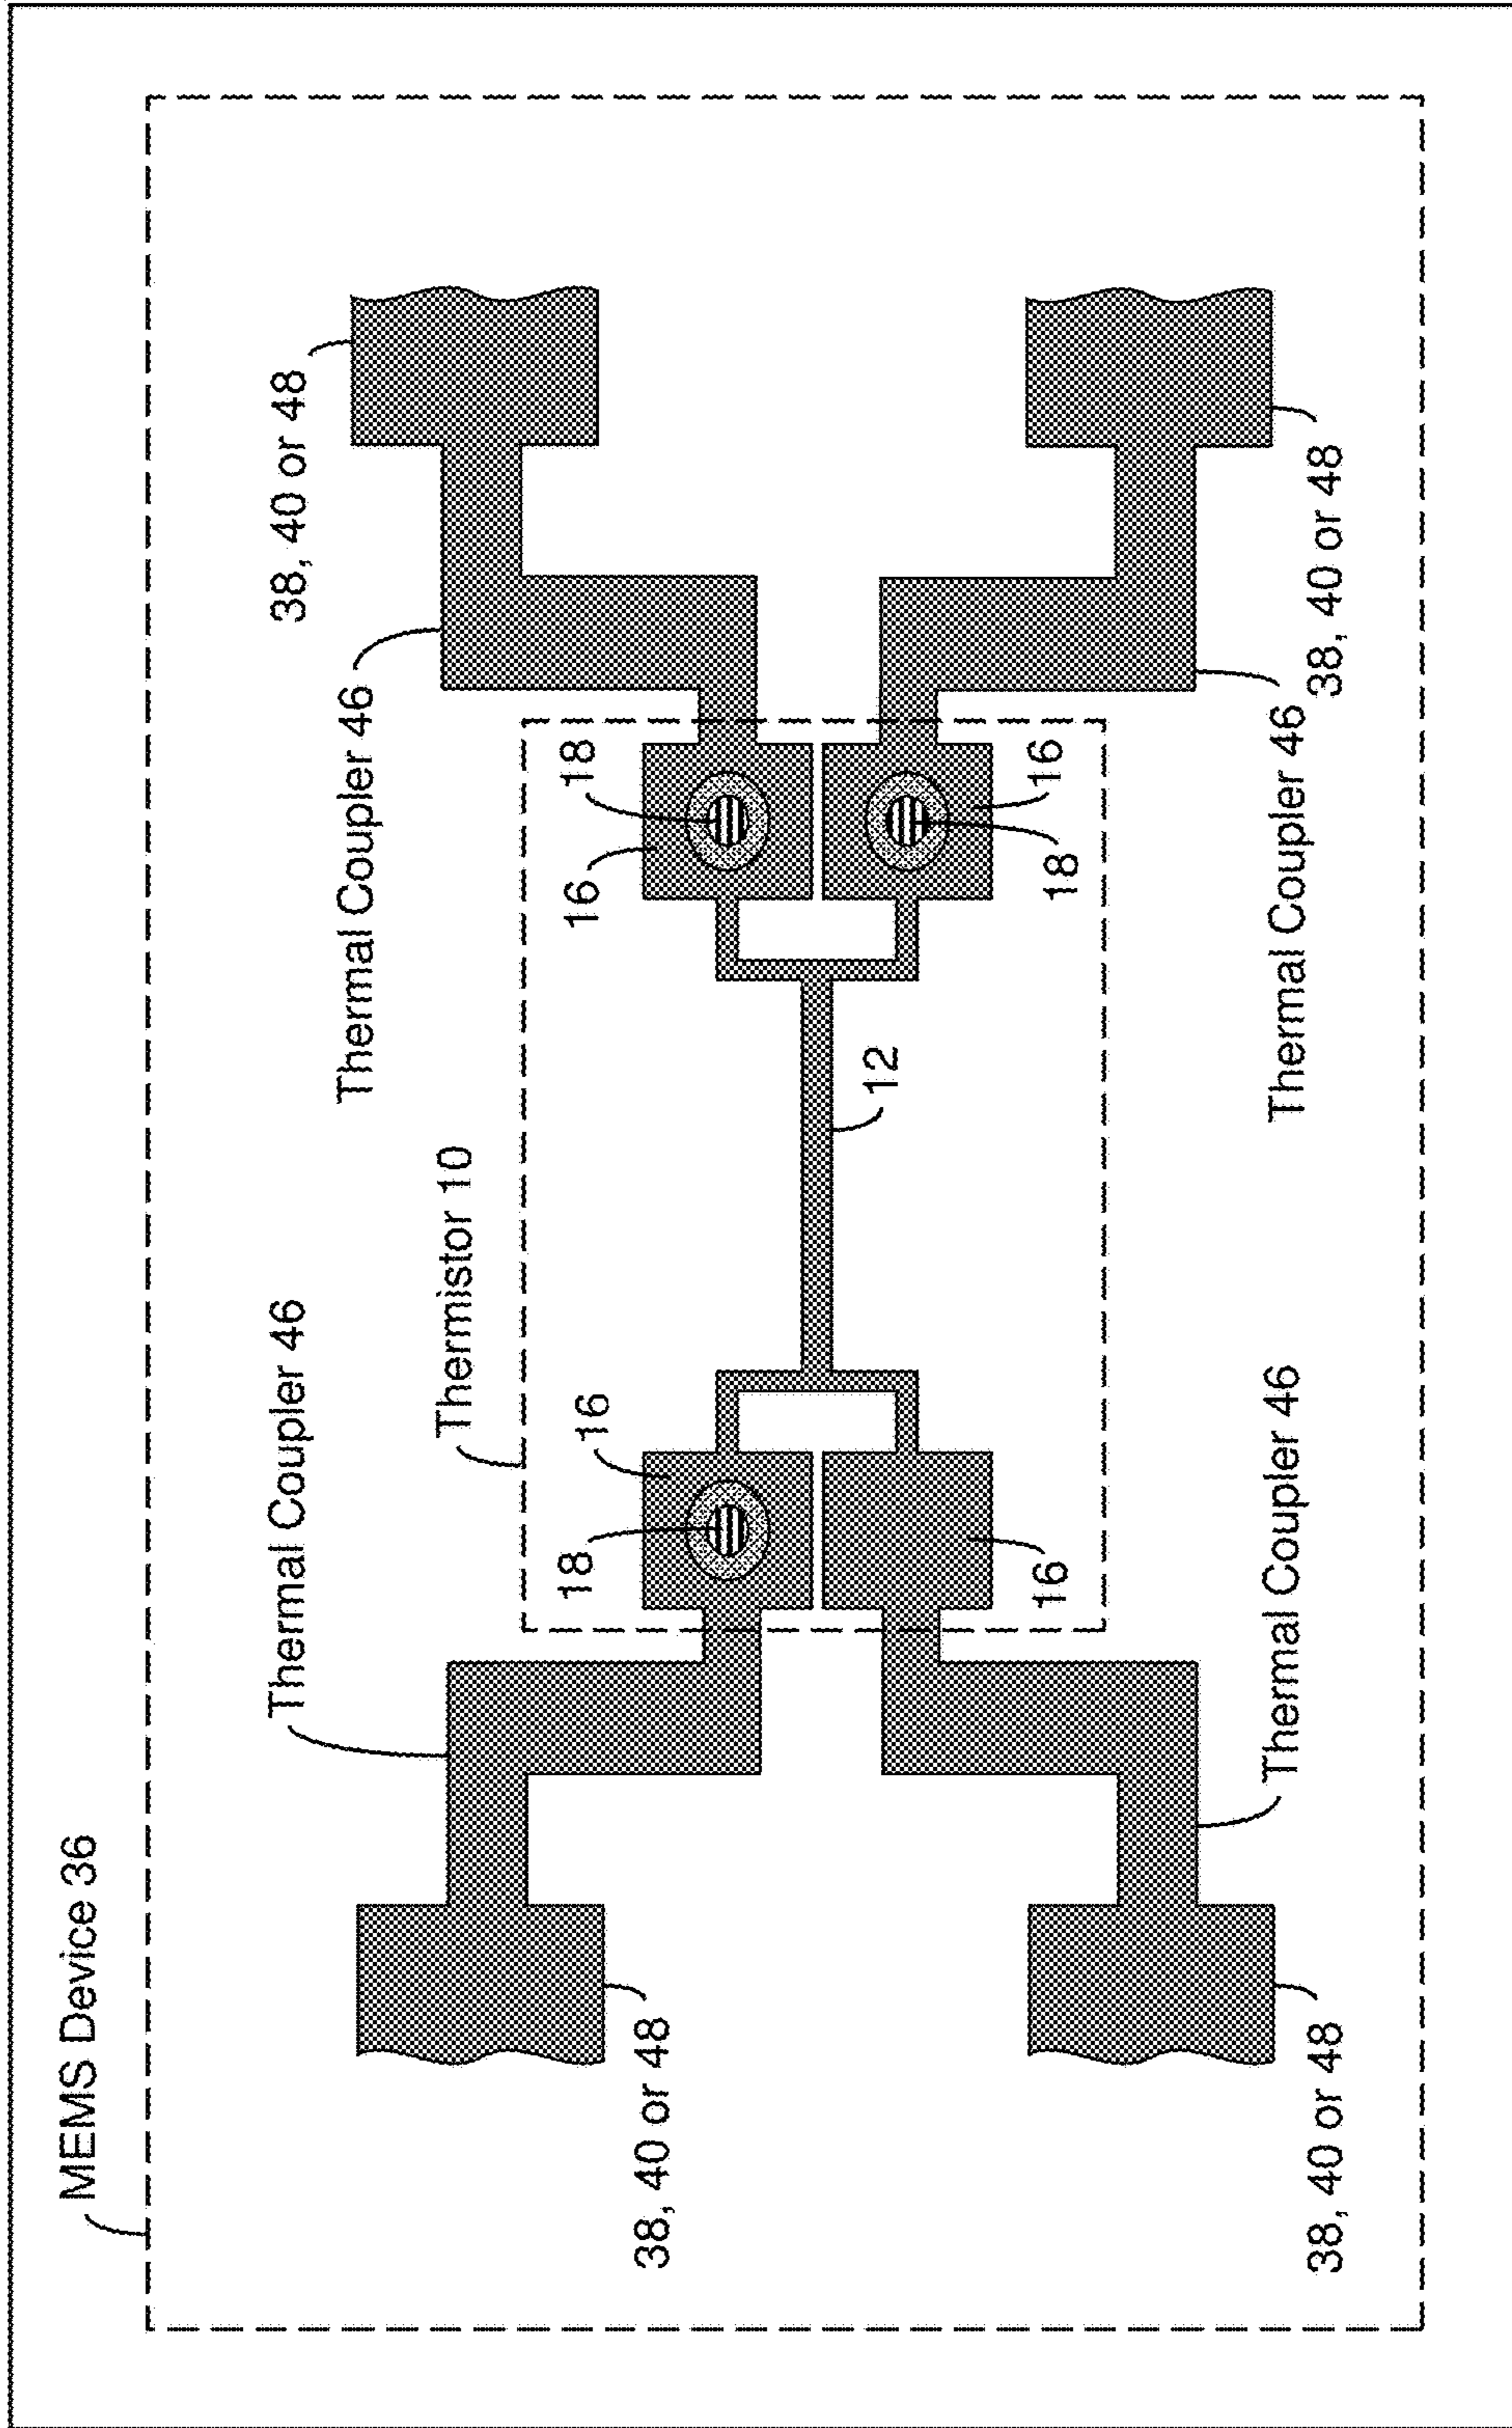 MEMS Device 36
Thermal Coupler 46
Thermistor 10
Thermal Coupler 46
38, 40 or 48
38, 40 or 48
18
16
16
18
12
16
18
16
18
38, 40 or 48
Thermal Coupler 46
Thermal Coupler 46
38, 40 or 48